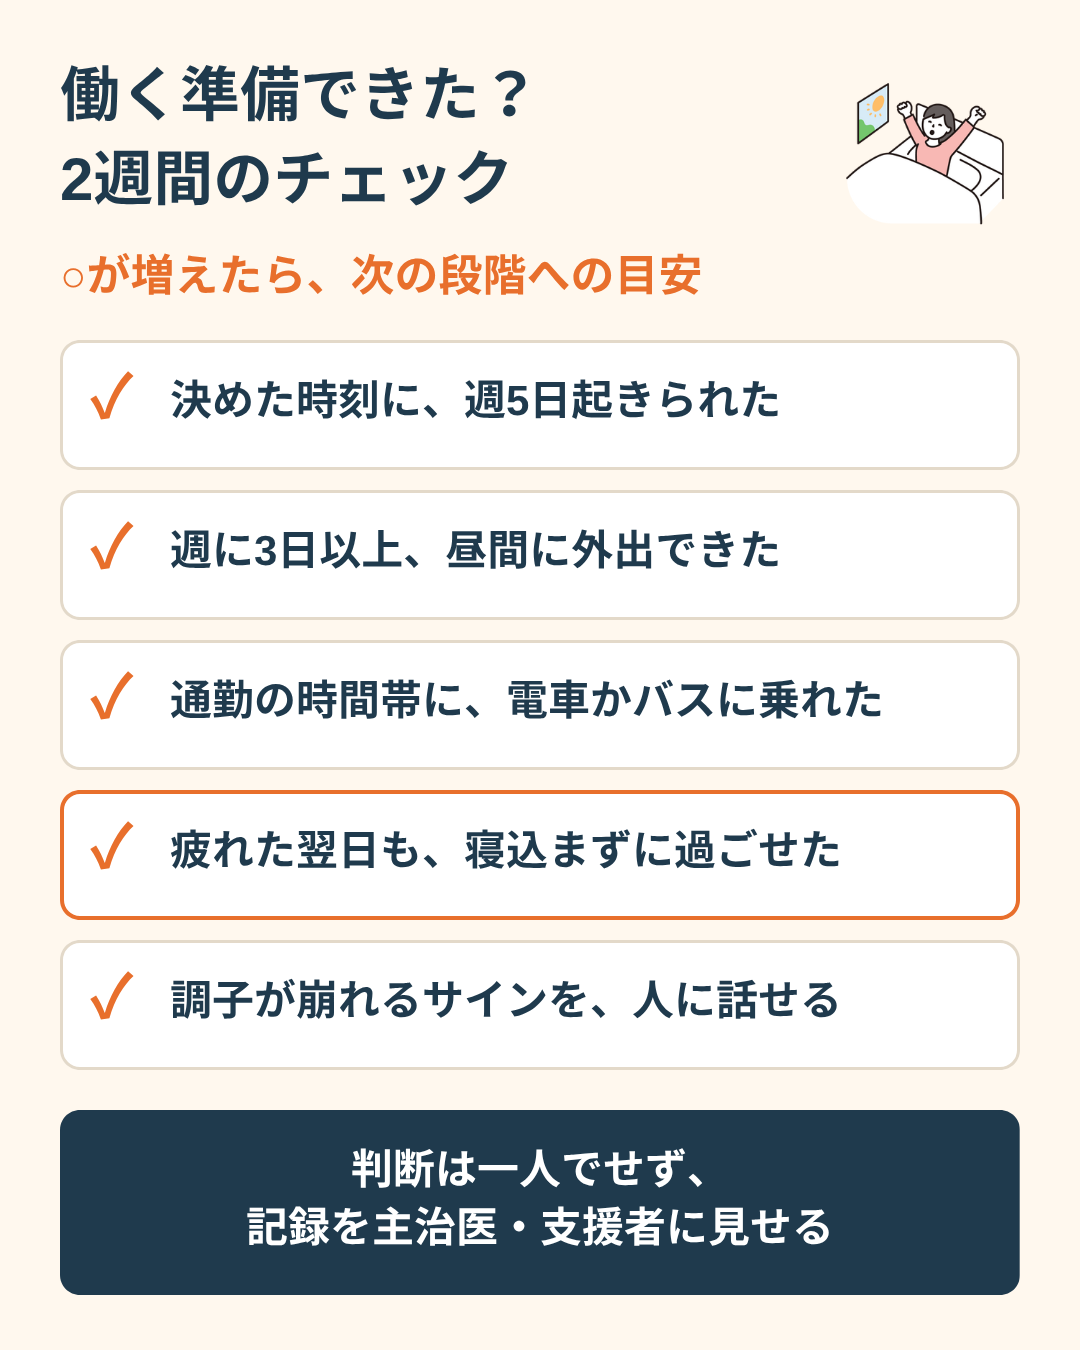 働く準備できた？
2週間のチェック
○が増えたら、次の段階への目安
✓ 決めた時刻に、週5日起きられた
✓ 週に3日以上、昼間に外出できた
✓ 通勤の時間帯に、電車かバスに乗れた
✓ 疲れた翌日も、寝込まずに過ごせた
✓ 調子が崩れるサインを、人に話せる
判断は一人でせず、
記録を主治医・支援者に見せる